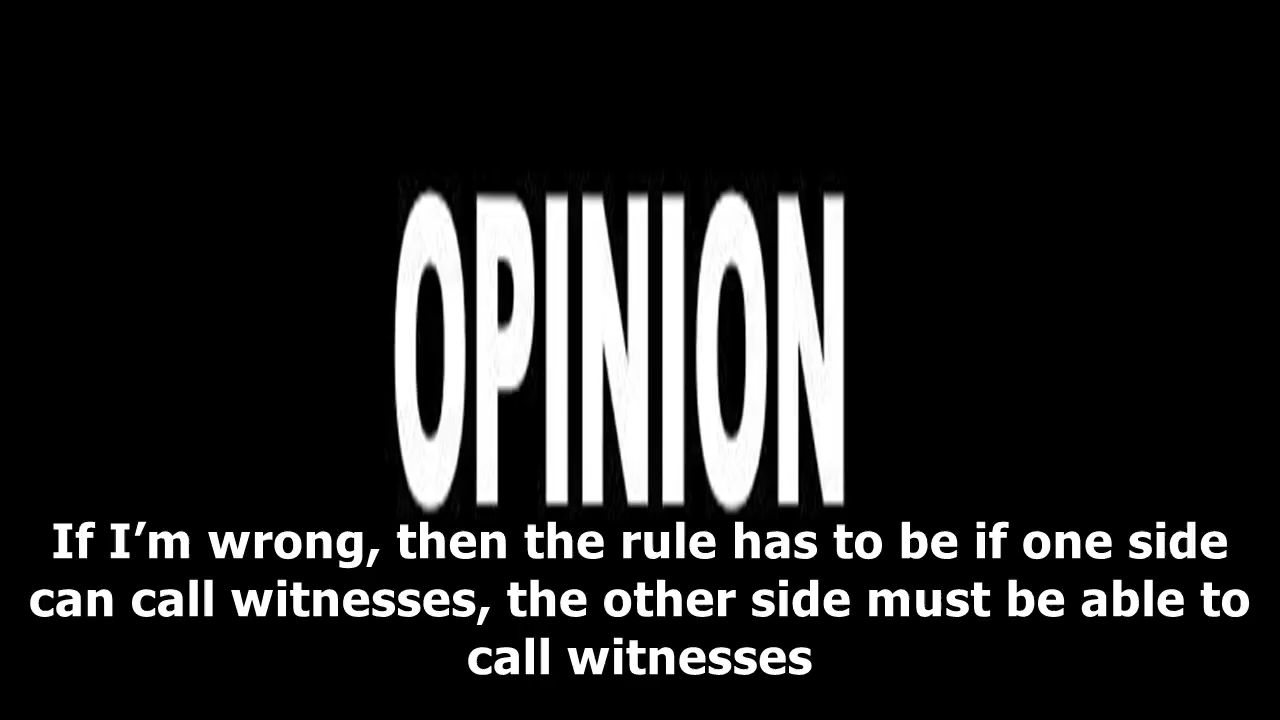 OPINION
If I’m wrong, then the rule has to be if one side
can call witnesses, the other side must be able to
call witnesses